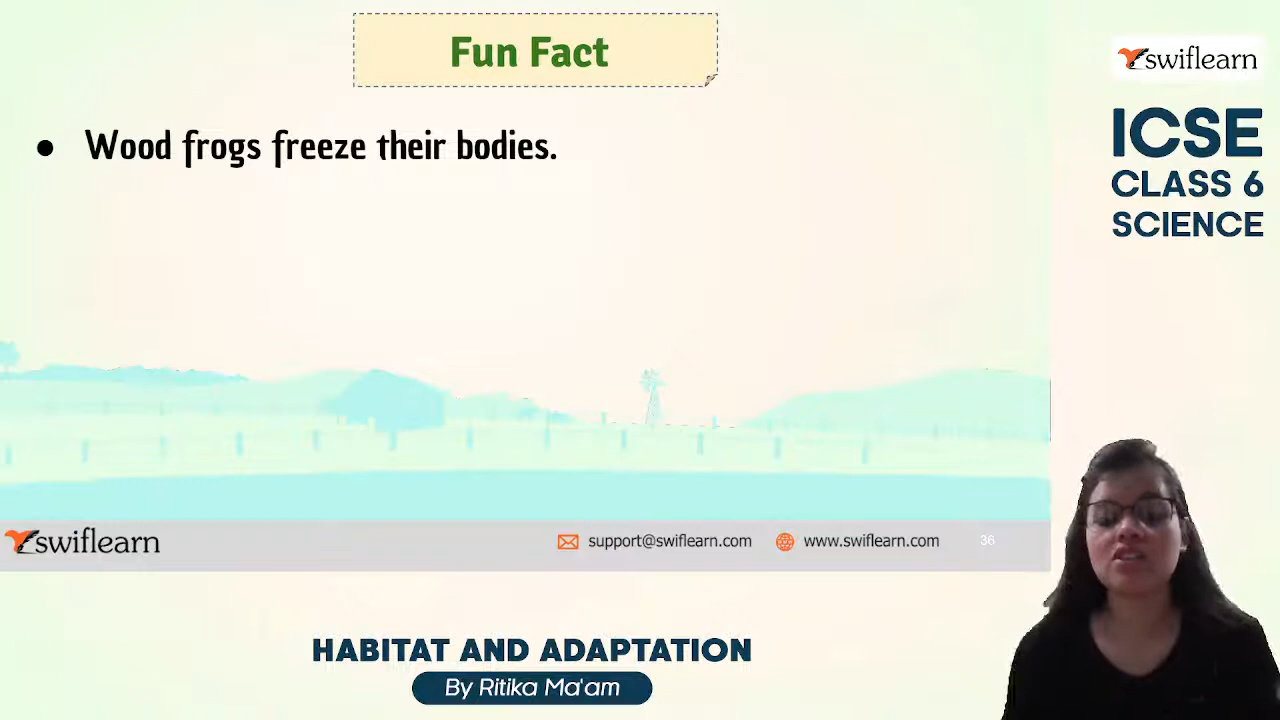 Fun Fact
swiflearn
ICSE
CLASS 6
SCIENCE
● Wood frogs freeze their bodies.
swiflearn
support@swiflearn.com
www.swiflearn.com
36
HABITAT AND ADAPTATION
By Ritika Ma'am